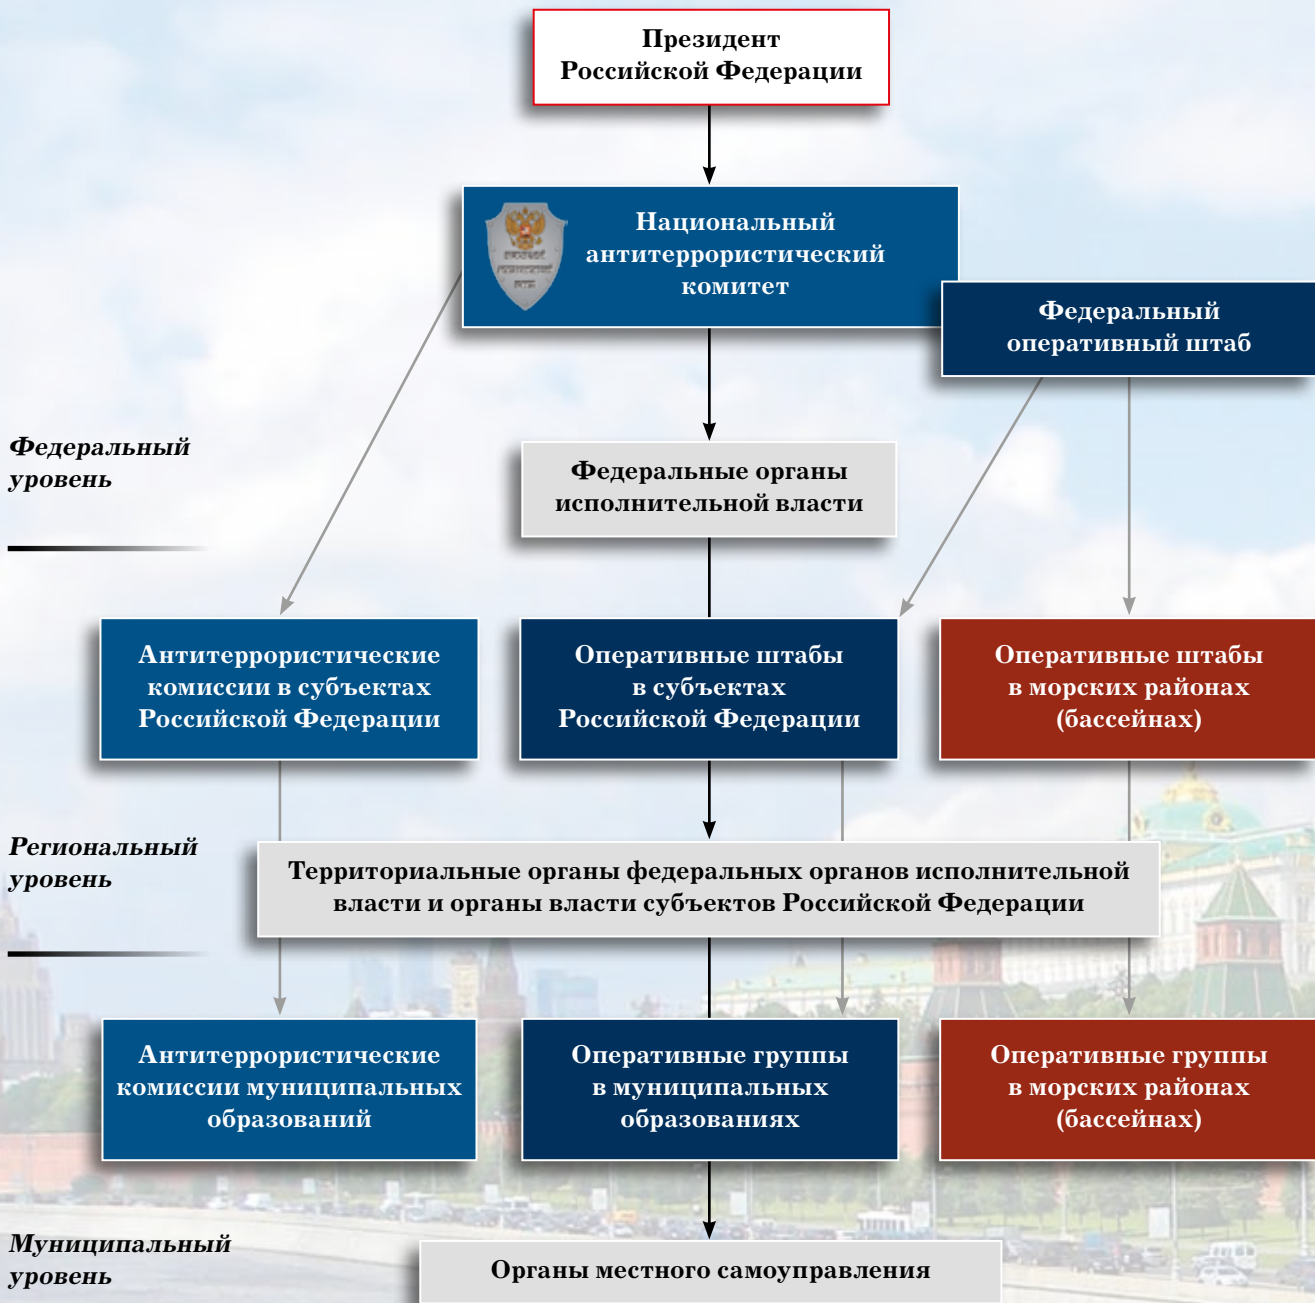 Президент
Российской Федерации
Национальный
антитеррористический
комитет
Федеральный
оперативный штаб
Федеральный
уровень
Федеральные органы
исполнительной власти
Антитеррористические
комиссии в субъектах
Российской Федерации
Оперативные штабы
в субъектах
Российской Федерации
Оперативные штабы
в морских районах
(бассейнах)
Региональный
уровень
Территориальные органы федеральных органов исполнительной
власти и органы власти субъектов Российской Федерации
Антитеррористические
комиссии муниципальных
образований
Оперативные группы
в муниципальных
образованиях
Оперативные группы
в морских районах
(бассейнах)
Муниципальный
уровень
Органы местного самоуправления